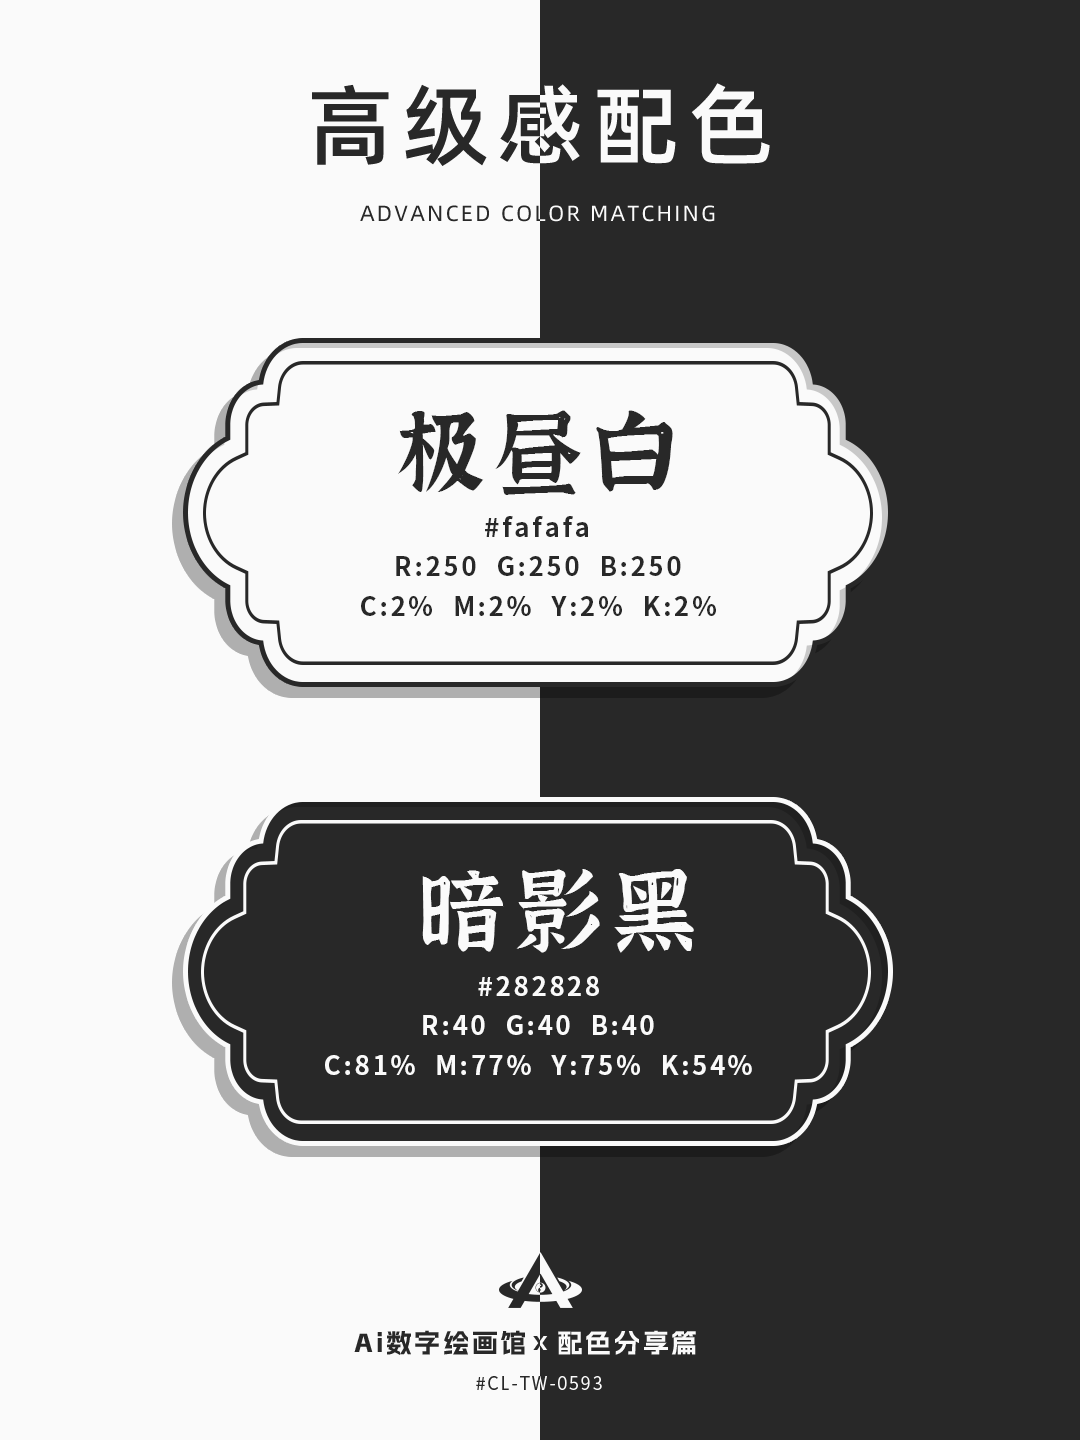 高级感配色
ADVANCED COLOR MATCHING
极昼白
#fafafa
R:250 G:250 B:250
C:2% M:2% Y:2% K:2%
暗影黑
#282828
R:40 G:40 B:40
C:81% M:77% Y:75% K:54%
Ai数字绘画馆 x 配色分享篇
#CL-TW-0593